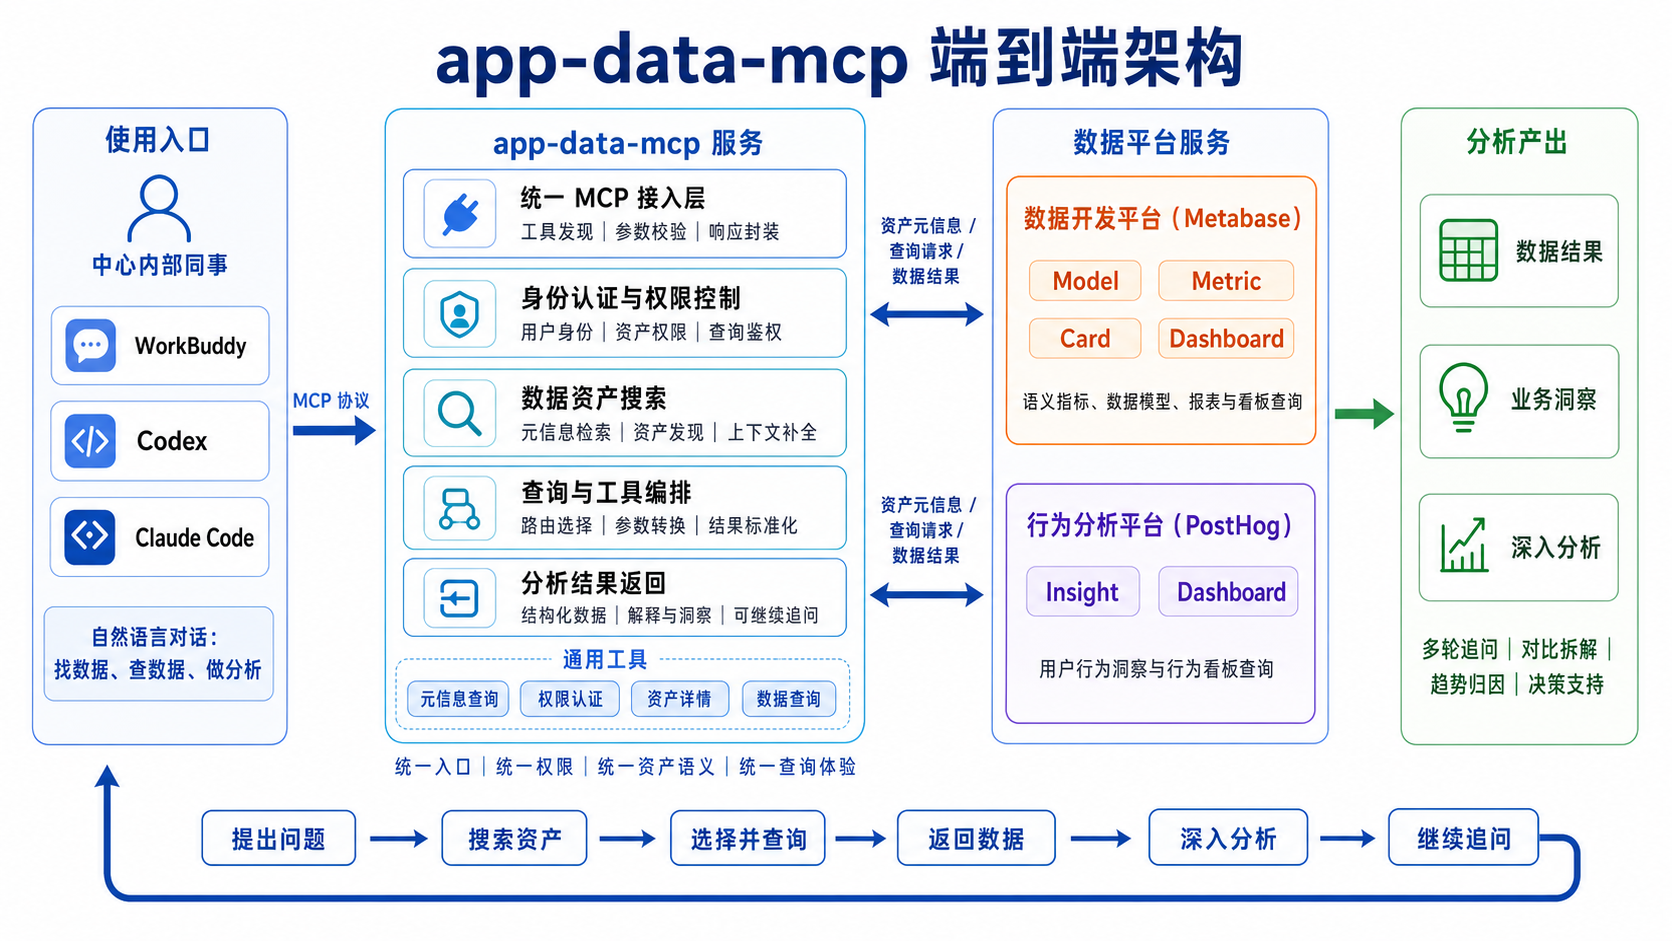 app-data-mcp 端到端架构
使用入口
中心内部同事
WorkBuddy
Codex
Claude Code
自然语言对话：
找数据、查数据、做分析
MCP 协议
app-data-mcp 服务
统一 MCP 接入层
工具发现｜参数校验｜响应封装
身份认证与权限控制
用户身份｜资产权限｜查询鉴权
数据资产搜索
元信息检索｜资产发现｜上下文补全
查询与工具编排
路由选择｜参数转换｜结果标准化
分析结果返回
结构化数据｜解释与洞察｜可继续追问
通用工具
元信息查询
权限认证
资产详情
数据查询
统一入口｜统一权限｜统一资产语义｜统一查询体验
资产元信息 /
查询请求 /
数据结果
资产元信息 /
查询请求 /
数据结果
数据平台服务
数据开发平台（Metabase）
Model
Metric
Card
Dashboard
语义指标、数据模型、报表与看板查询
行为分析平台（PostHog）
Insight
Dashboard
用户行为洞察与行为看板查询
分析产出
数据结果
业务洞察
深入分析
多轮追问｜对比拆解｜
趋势归因｜决策支持
提出问题
搜索资产
选择并查询
返回数据
深入分析
继续追问